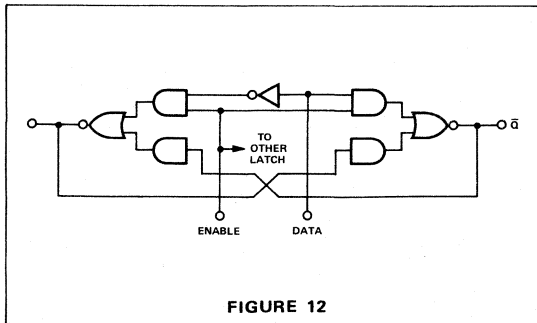 Q̅
TO
OTHER
LATCH
ENABLE
DATA
FIGURE 12